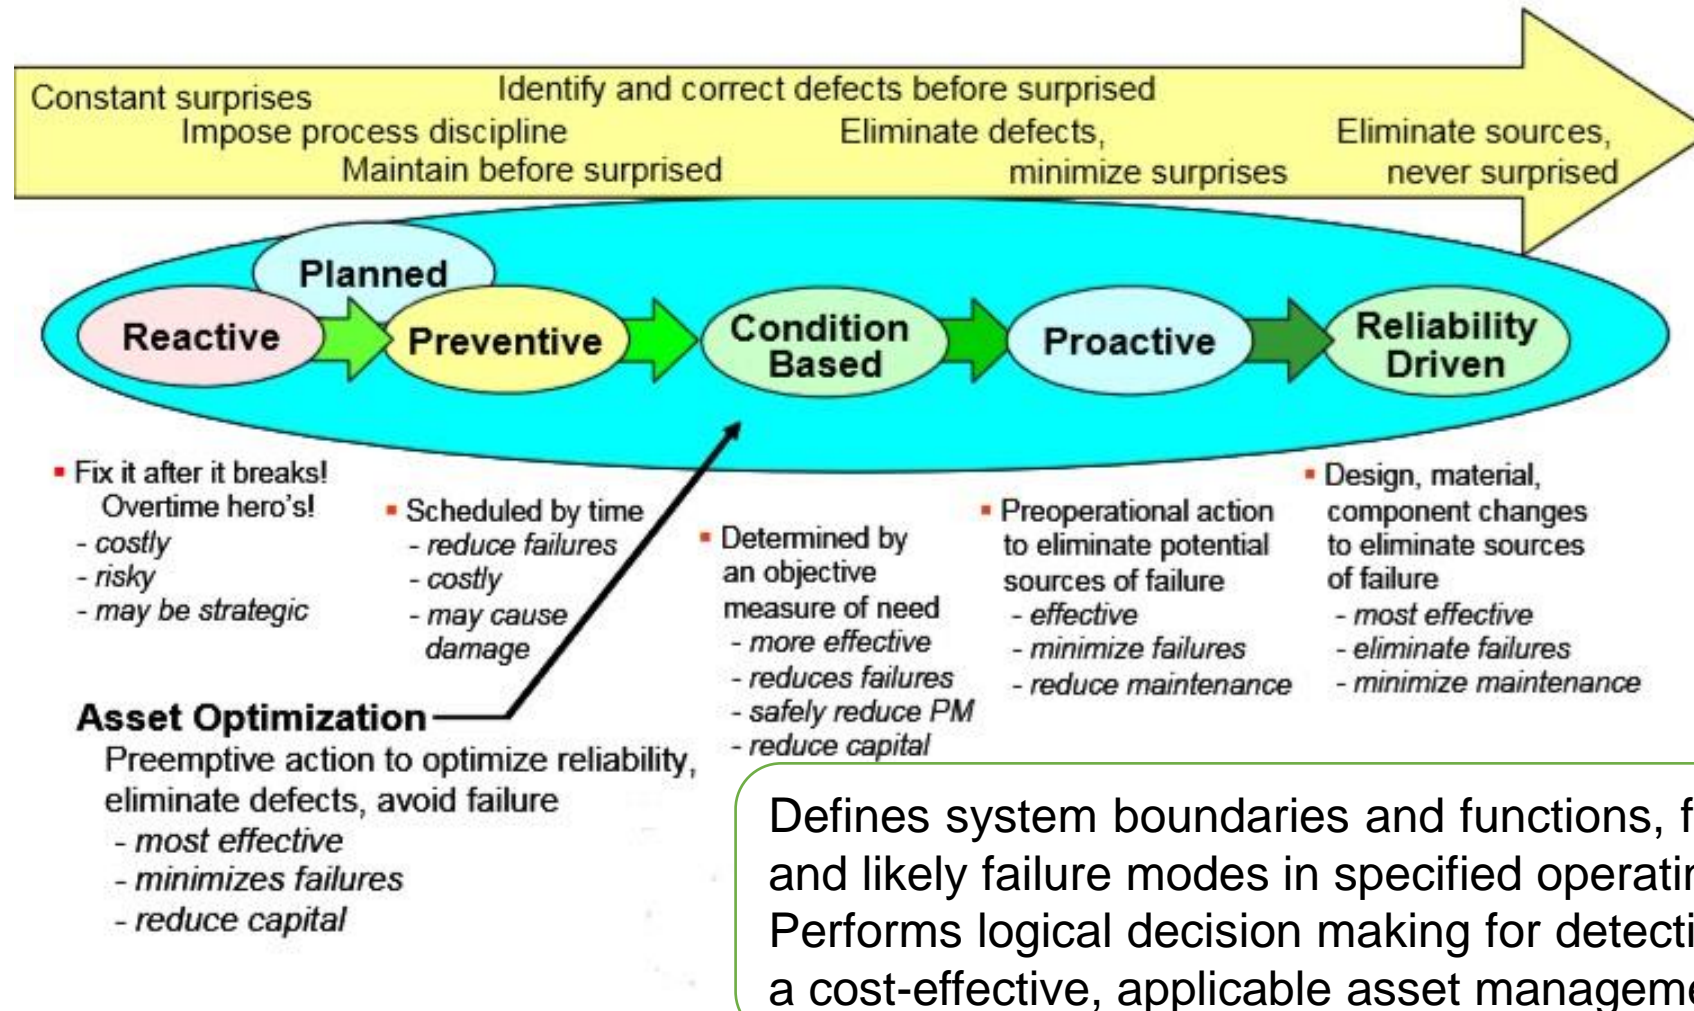 Constant surprises
Identify and correct defects before surprised
Impose process discipline
Eliminate defects,
Eliminate sources,
Maintain before surprised
minimize surprises
never surprised
Planned
Reactive
Preventive
Condition
Based
Proactive
Reliability
Driven
Fix it after it breaks!
Overtime hero's!
- costly
- risky
- may be strategic
Scheduled by time
- reduce failures
- costly
- may cause
damage
Determined by
an objective
measure of need
- more effective
- reduces failures
- safely reduce PM
- reduce capital
Preoperational action
to eliminate potential
sources of failure
- effective
- minimize failures
- reduce maintenance
Design, material,
component changes
to eliminate sources
of failure
- most effective
- eliminate failures
- minimize maintenance
Asset Optimization
Preemptive action to optimize reliability,
eliminate defects, avoid failure
- most effective
- minimizes failures
- reduce capital
Defines system boundaries and functions,
and likely failure modes in specified
Performs logical decision making for
a cost-effective, applicable asset